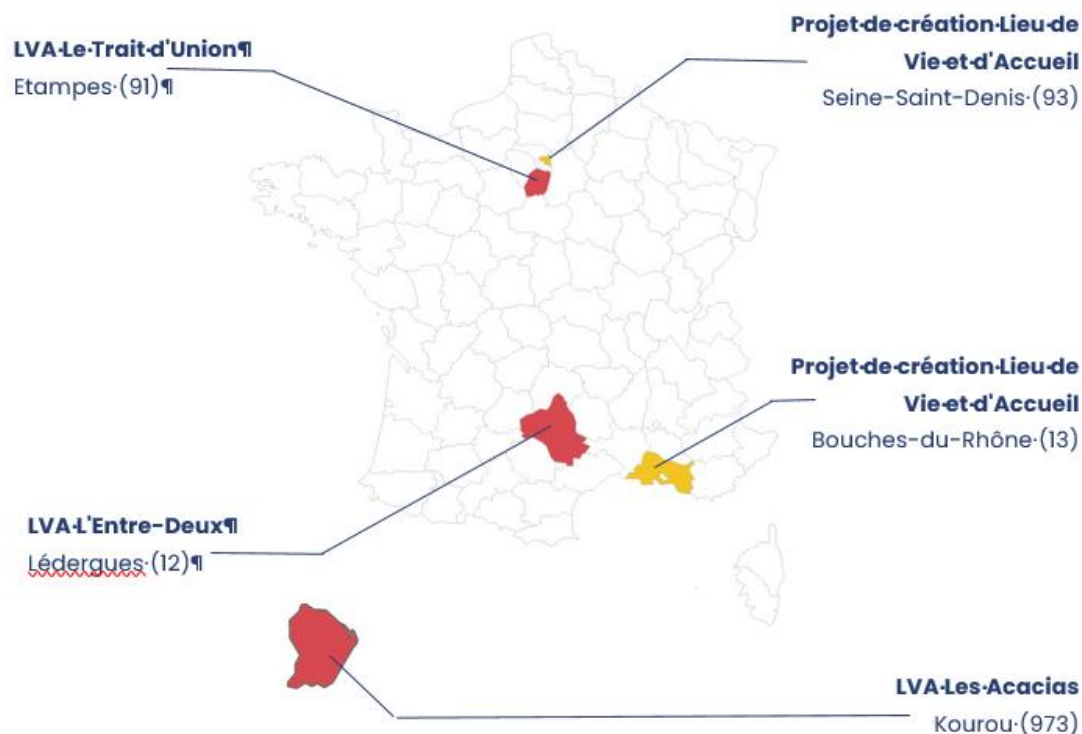 LVA·Le·Trait·d'Union¶
Etampes·(91)¶
Projet·de·création·Lieu·de
Vie·et·d'Accueil
Seine-Saint-Denis·(93)
Projet·de·création·Lieu·de
Vie·et·d'Accueil
Bouches-du-Rhône·(13)
LVA·L'Entre-Deux¶
Lédergues·(12)¶
LVA·Les·Acacias
Kourou·(973)